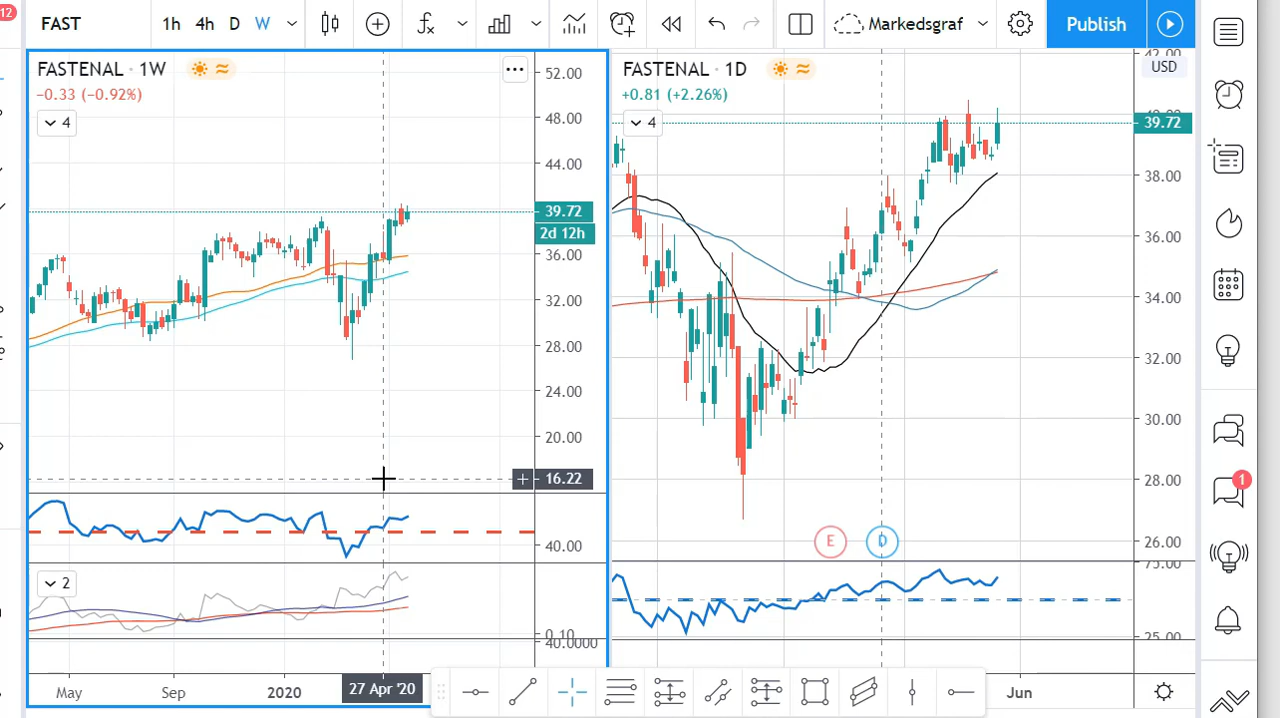 12
FAST
1h 4h D W
Markedsgraf
Publish
FASTENAL · 1W
−0.33 (−0.92%)
4
52.00
48.00
44.00
39.72
2d 12h
36.00
32.00
28.00
24.00
20.00
16.22
40.00
2
0.10
40.0000
May
Sep
2020
27 Apr '20
FASTENAL · 1D
+0.81 (+2.26%)
4
42.00
USD
39.72
38.00
36.00
34.00
32.00
30.00
28.00
26.00
E
D
75.00
25.00
Jun
1